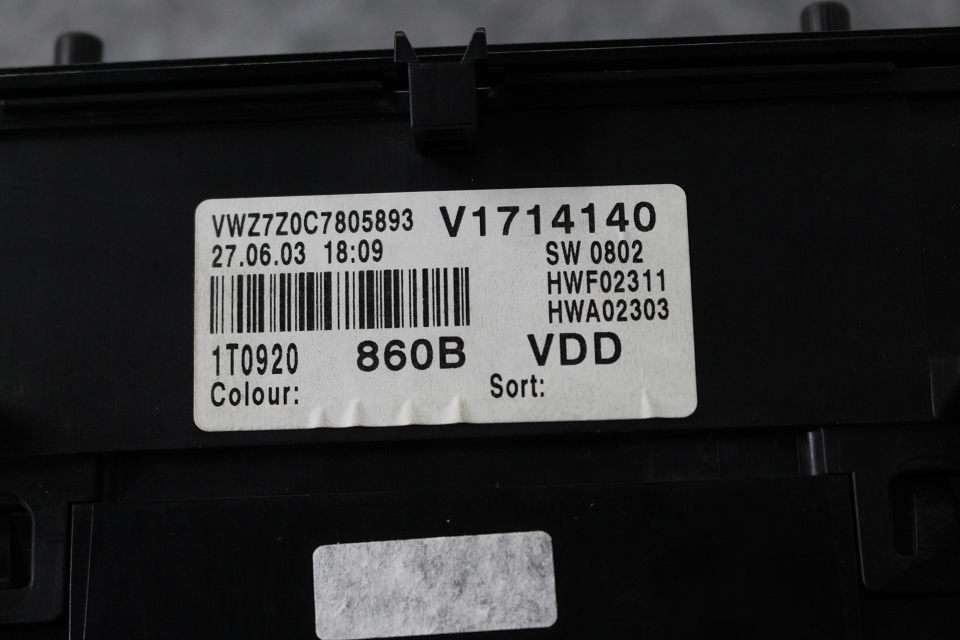 VWZ7Z0C7805893 V1714140
27.06.03 18:09 SW 0802
HWF02311
HWA02303
1T0920 860B VDD
Colour: Sort: